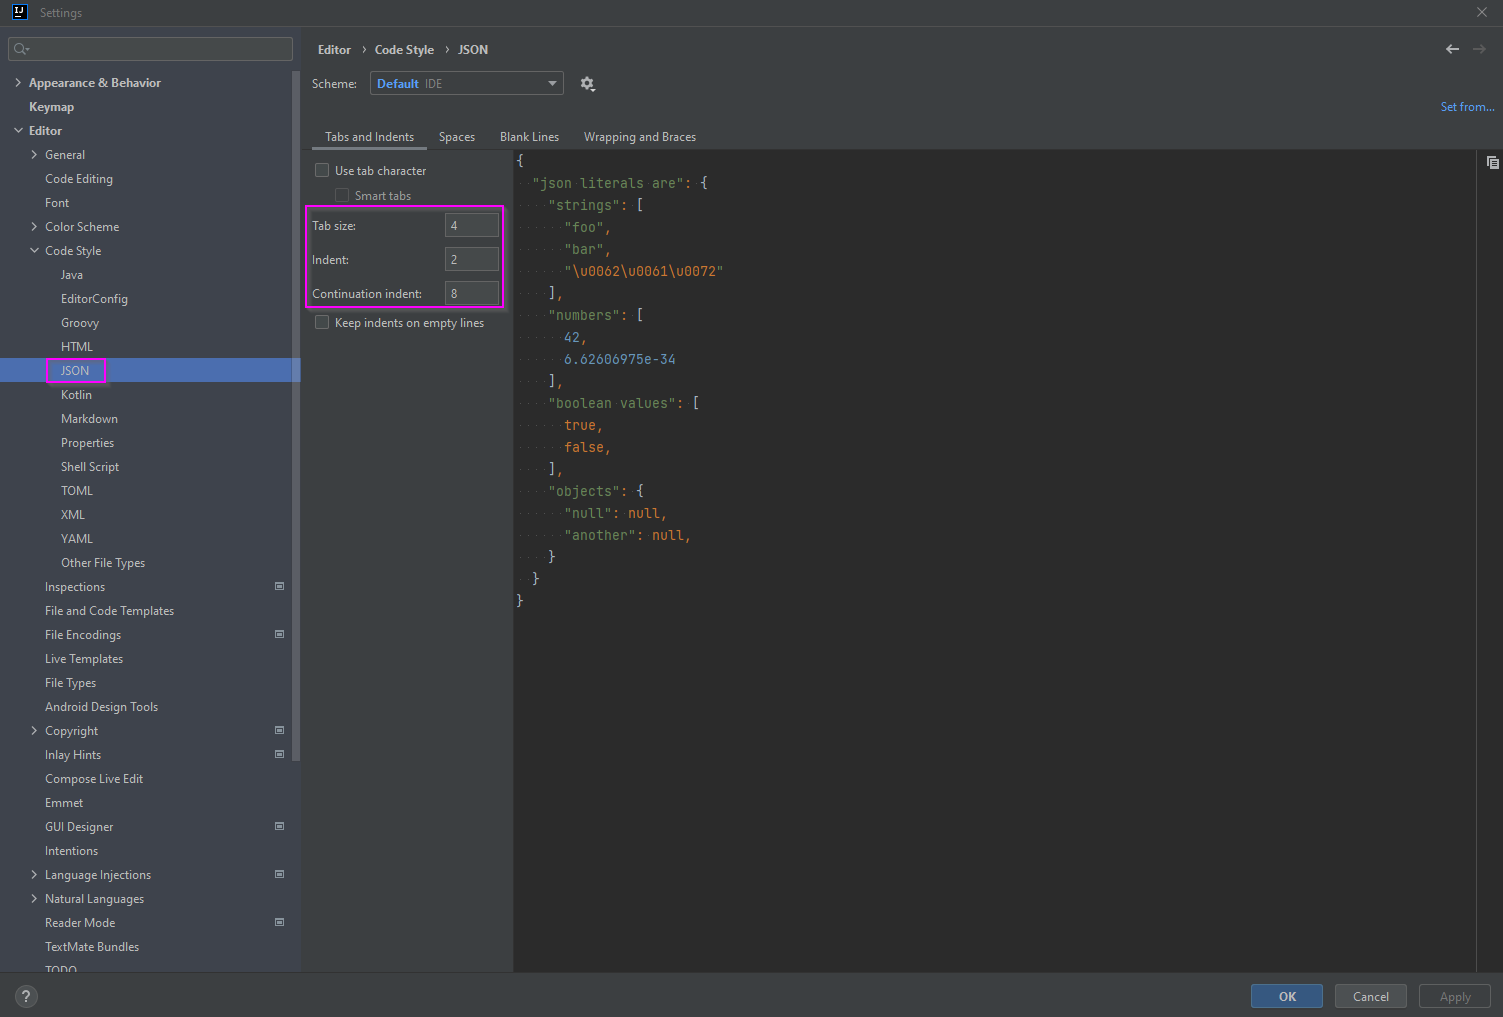 IJ
Settings
Appearance & Behavior
Keymap
Editor
General
Code Editing
Font
Color Scheme
Code Style
Java
EditorConfig
Groovy
HTML
JSON
Kotlin
Markdown
Properties
Shell Script
TOML
XML
YAML
Other File Types
Inspections
File and Code Templates
File Encodings
Live Templates
File Types
Android Design Tools
Copyright
Inlay Hints
Compose Live Edit
Emmet
GUI Designer
Intentions
Language Injections
Natural Languages
Reader Mode
TextMate Bundles
TODO
Editor › Code Style › JSON
Scheme: Default IDE
Set from...
Tabs and Indents Spaces Blank Lines Wrapping and Braces
Use tab character
Smart tabs
Tab size: 4
Indent: 2
Continuation indent: 8
Keep indents on empty lines
{
"json literals are": {
"strings": [
"foo",
"bar",
"\u0062\u0061\u0072"
],
"numbers": [
42,
6.62606975e-34
],
"boolean values": [
true,
false,
],
"objects": {
"null": null,
"another": null,
}
}
}
?
OK Cancel Apply